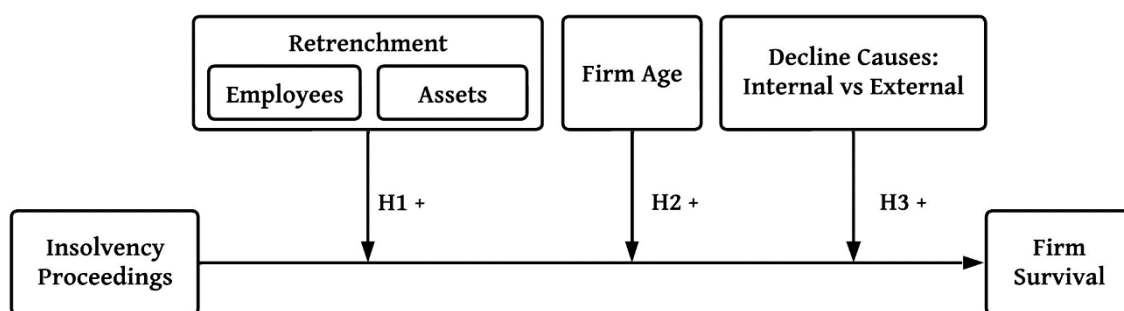 Retrenchment
Employees
Assets
Firm Age
Decline Causes:
Internal vs External
H1 +
H2 +
H3 +
Insolvency
Proceedings
Firm
Survival